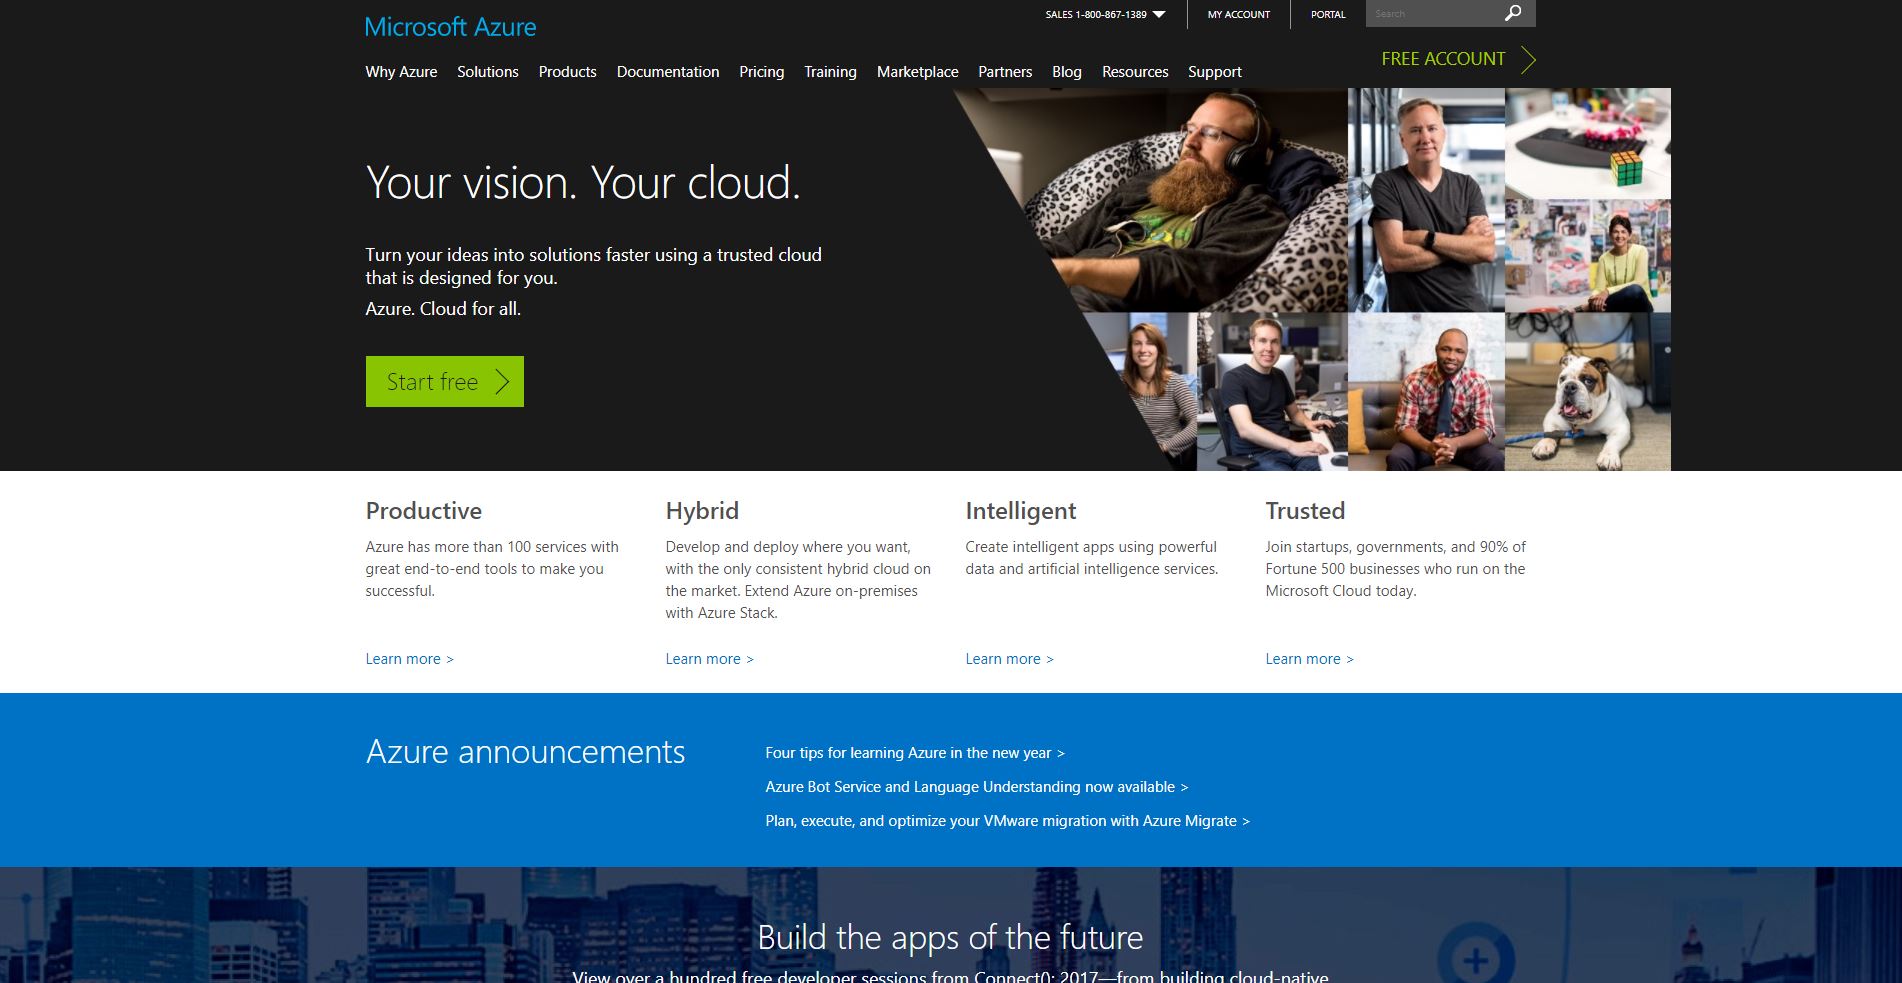 Microsoft Azure
SALES 1-800-867-1389
MY ACCOUNT
PORTAL
Search
Why Azure
Solutions
Products
Documentation
Pricing
Training
Marketplace
Partners
Blog
Resources
Support
FREE ACCOUNT
Your vision. Your cloud.
Turn your ideas into solutions faster using a trusted cloud
that is designed for you.
Azure. Cloud for all.
Start free
Productive
Azure has more than 100 services with
great end-to-end tools to make you
successful.
Learn more >
Hybrid
Develop and deploy where you want,
with the only consistent hybrid cloud on
the market. Extend Azure on-premises
with Azure Stack.
Learn more >
Intelligent
Create intelligent apps using powerful
data and artificial intelligence services.
Learn more >
Trusted
Join startups, governments, and 90% of
Fortune 500 businesses who run on the
Microsoft Cloud today.
Learn more >
Azure announcements
Four tips for learning Azure in the new year >
Azure Bot Service and Language Understanding now available >
Plan, execute, and optimize your VMware migration with Azure Migrate >
Build the apps of the future
View over a hundred free developer sessions from Connect(); 2017—from building cloud-native